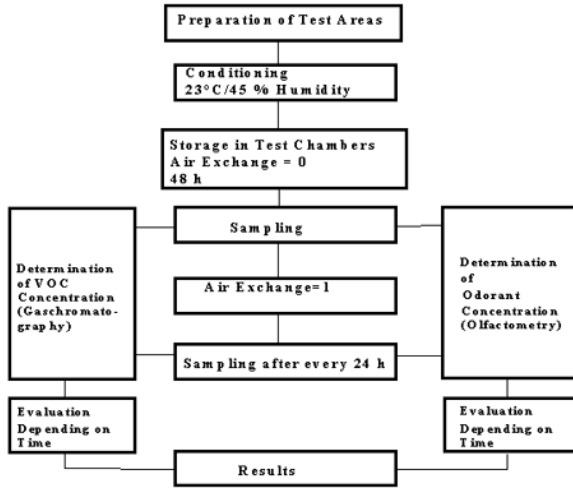 Preparation of Test Areas
Conditioning
23°C/45 % Humidity
Storage in Test Chambers
Air Exchange = 0
48 h
Sampling
Determination
of VOC
Concentration
(Gaschromato-
graphy)
Air Exchange=1
Determination
of
Odorant
Concentration
(Olfactometry)
Sampling after every 24 h
Evaluation
Depending on
Time
Evaluation
Depending on
Time
Results